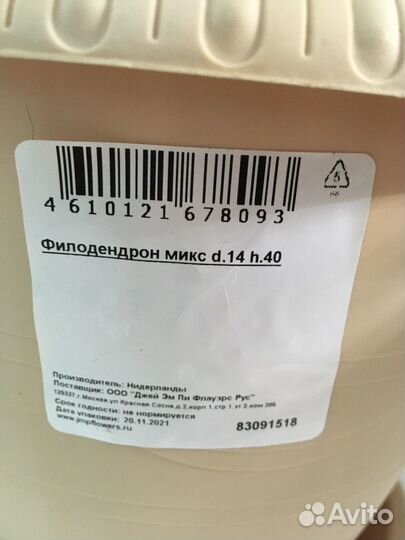 4 610121 678093
Филодендрон микс d.14 h.40
Производитель: Нидерланды
Поставщик: ООО "Джей Эм Пи Флауэрс Рус"
129337,г.Москва,ул Красная Сосна,д.2,корп 1,стр 1,эт 2,ком 206
Срок годности: не нормируется
Дата упаковки: 20.11.2021
www.jmpflowers.ru
83091518
Avito